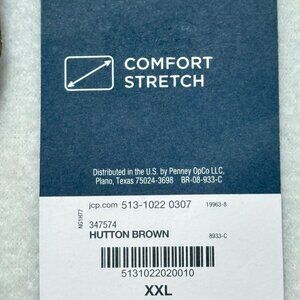 COMFORT
STRETCH
Distributed in the U.S. by Penney OpCo LLC,
Plano, Texas 75024-3698 BR-08-933-C
jcp.com 513-1022 0307 19963-8
NG1H77
347574
HUTTON BROWN 8933-C
5131022020010
XXL